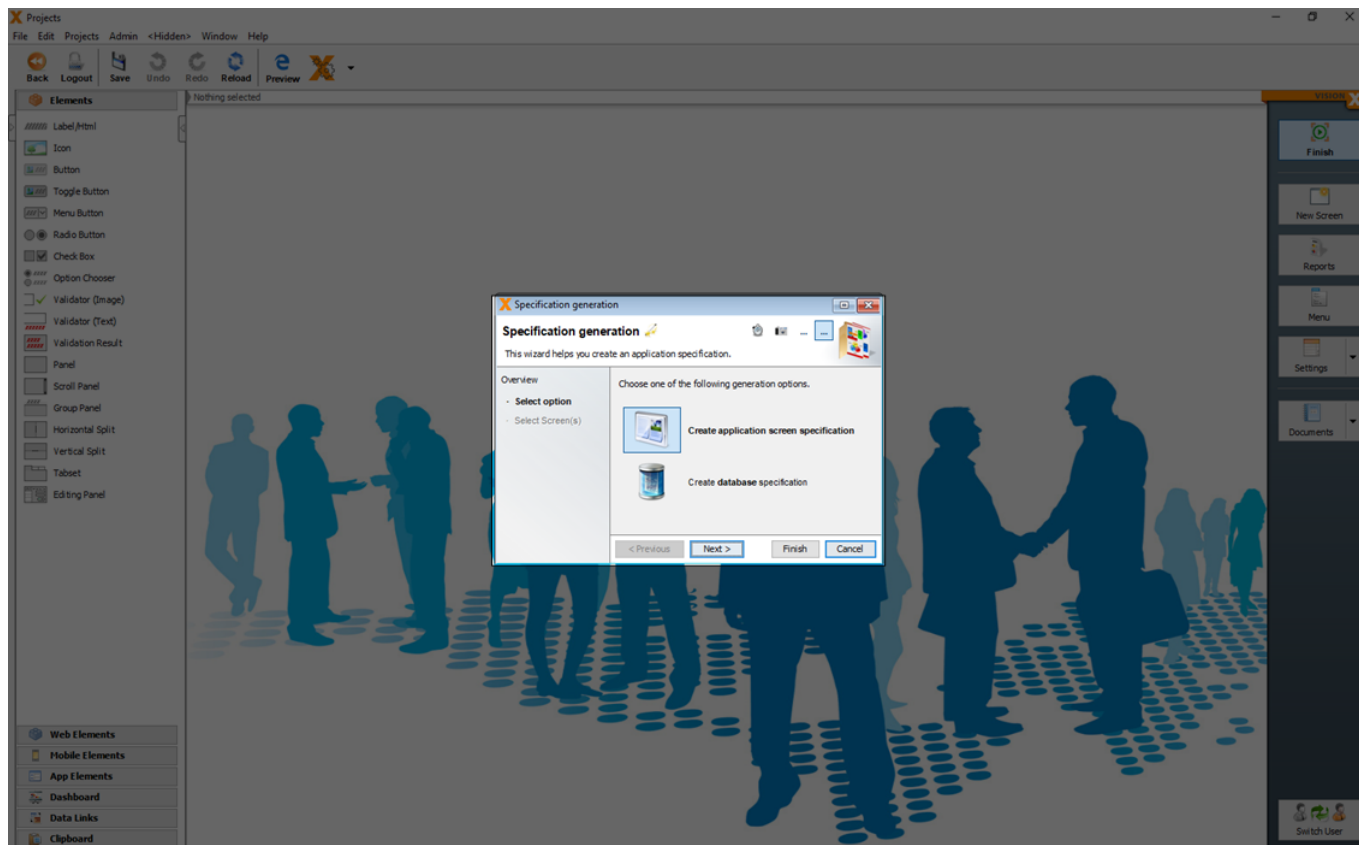 Projects
File Edit Projects Admin <Hidden> Window Help
Back Logout Save Undo Redo Reload Preview
Elements
Nothing selected
Label/Html
Icon
Button
Toggle Button
Menu Button
Radio Button
Check Box
Option Chooser
Validator (Image)
Validator (Text)
Validation Result
Panel
Scroll Panel
Group Panel
Horizontal Split
Vertical Split
Tabset
Editing Panel
Web Elements
Mobile Elements
App Elements
Dashboard
Data Links
Clipboard
Specification generation
Specification generation
This wizard helps you create an application specification.
Overview
- Select option
- Select Screen(s)
Choose one of the following generation options.
Create application screen specification
Create database specification
< Previous Next > Finish Cancel
VISION X
Finish
New Screen
Reports
Menu
Settings
Documents
Switch User